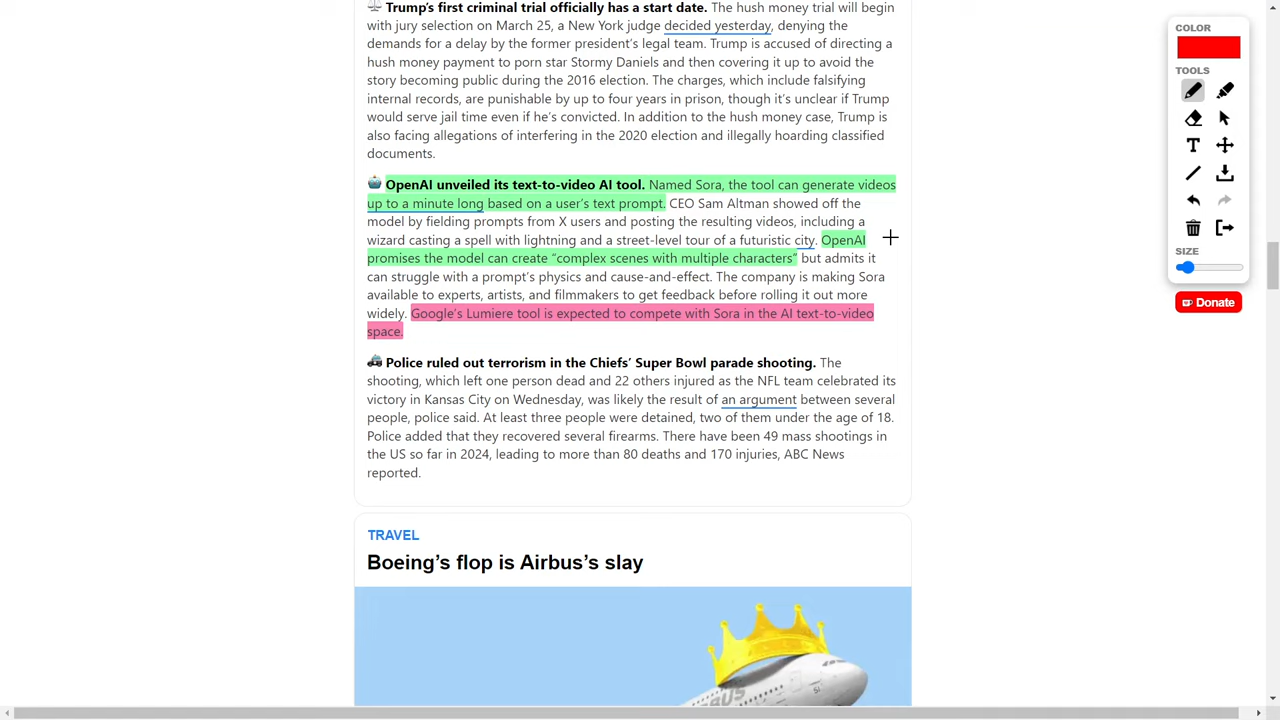 Trump's first criminal trial officially has a start date. The hush money trial will begin
with jury selection on March 25, a New York judge decided yesterday, denying the
demands for a delay by the former president's legal team. Trump is accused of directing a
hush money payment to porn star Stormy Daniels and then covering it up to avoid the
story becoming public during the 2016 election. The charges, which include falsifying
internal records, are punishable by up to four years in prison, though it's unclear if Trump
would serve jail time even if he's convicted. In addition to the hush money case, Trump is
also facing allegations of interfering in the 2020 election and illegally hoarding classified
documents.
OpenAI unveiled its text-to-video AI tool. Named Sora, the tool can generate videos
up to a minute long based on a user's text prompt. CEO Sam Altman showed off the
model by fielding prompts from X users and posting the resulting videos, including a
wizard casting a spell with lightning and a street-level tour of a futuristic city. OpenAI
promises the model can create “complex scenes with multiple characters” but admits it
can struggle with a prompt's physics and cause-and-effect. The company is making Sora
available to experts, artists, and filmmakers to get feedback before rolling it out more
widely. Google's Lumiere tool is expected to compete with Sora in the AI text-to-video
space.
Police ruled out terrorism in the Chiefs' Super Bowl parade shooting. The
shooting, which left one person dead and 22 others injured as the NFL team celebrated its
victory in Kansas City on Wednesday, was likely the result of an argument between several
people, police said. At least three people were detained, two of them under the age of 18.
Police added that they recovered several firearms. There have been 49 mass shootings in
the US so far in 2024, leading to more than 80 deaths and 170 injuries, ABC News
reported.
TRAVEL
Boeing's flop is Airbus's slay
COLOR
TOOLS
T
SIZE
Donate